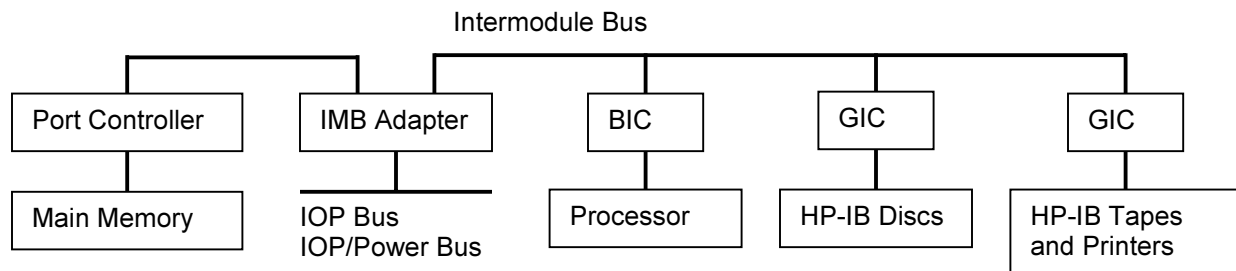 Intermodule Bus
Port Controller
IMB Adapter
BIC
GIC
GIC
Main Memory
IOP Bus
IOP/Power Bus
Processor
HP-IB Discs
HP-IB Tapes
and Printers